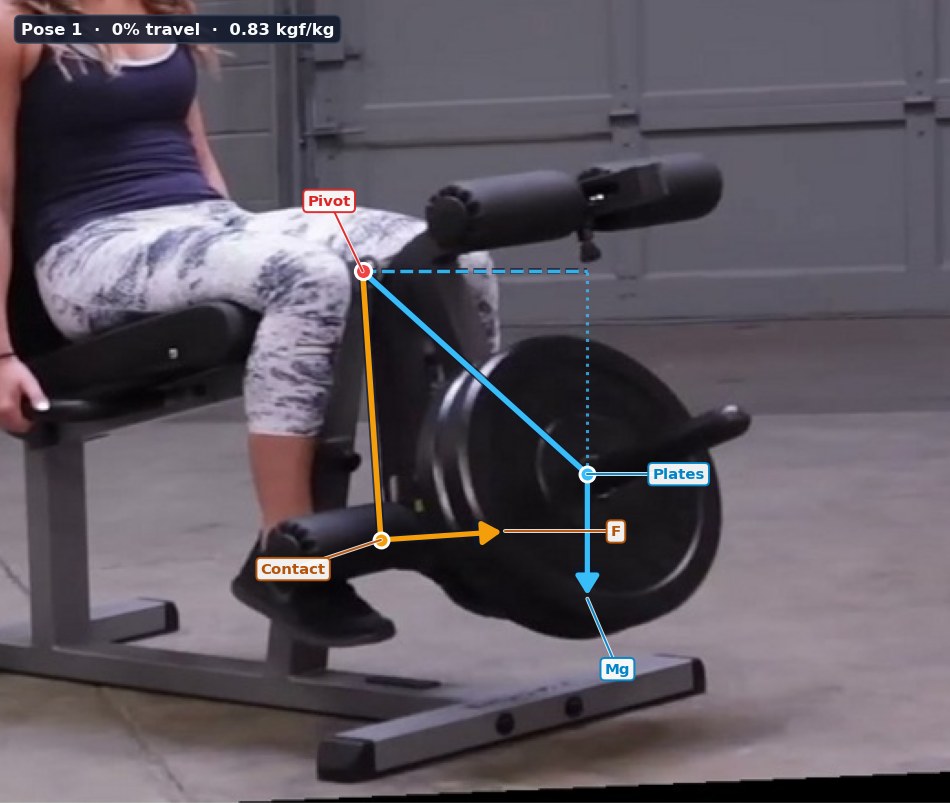 Pose 1 · 0% travel · 0.83 kgf/kg
Pivot
Plates
F
Contact
Mg